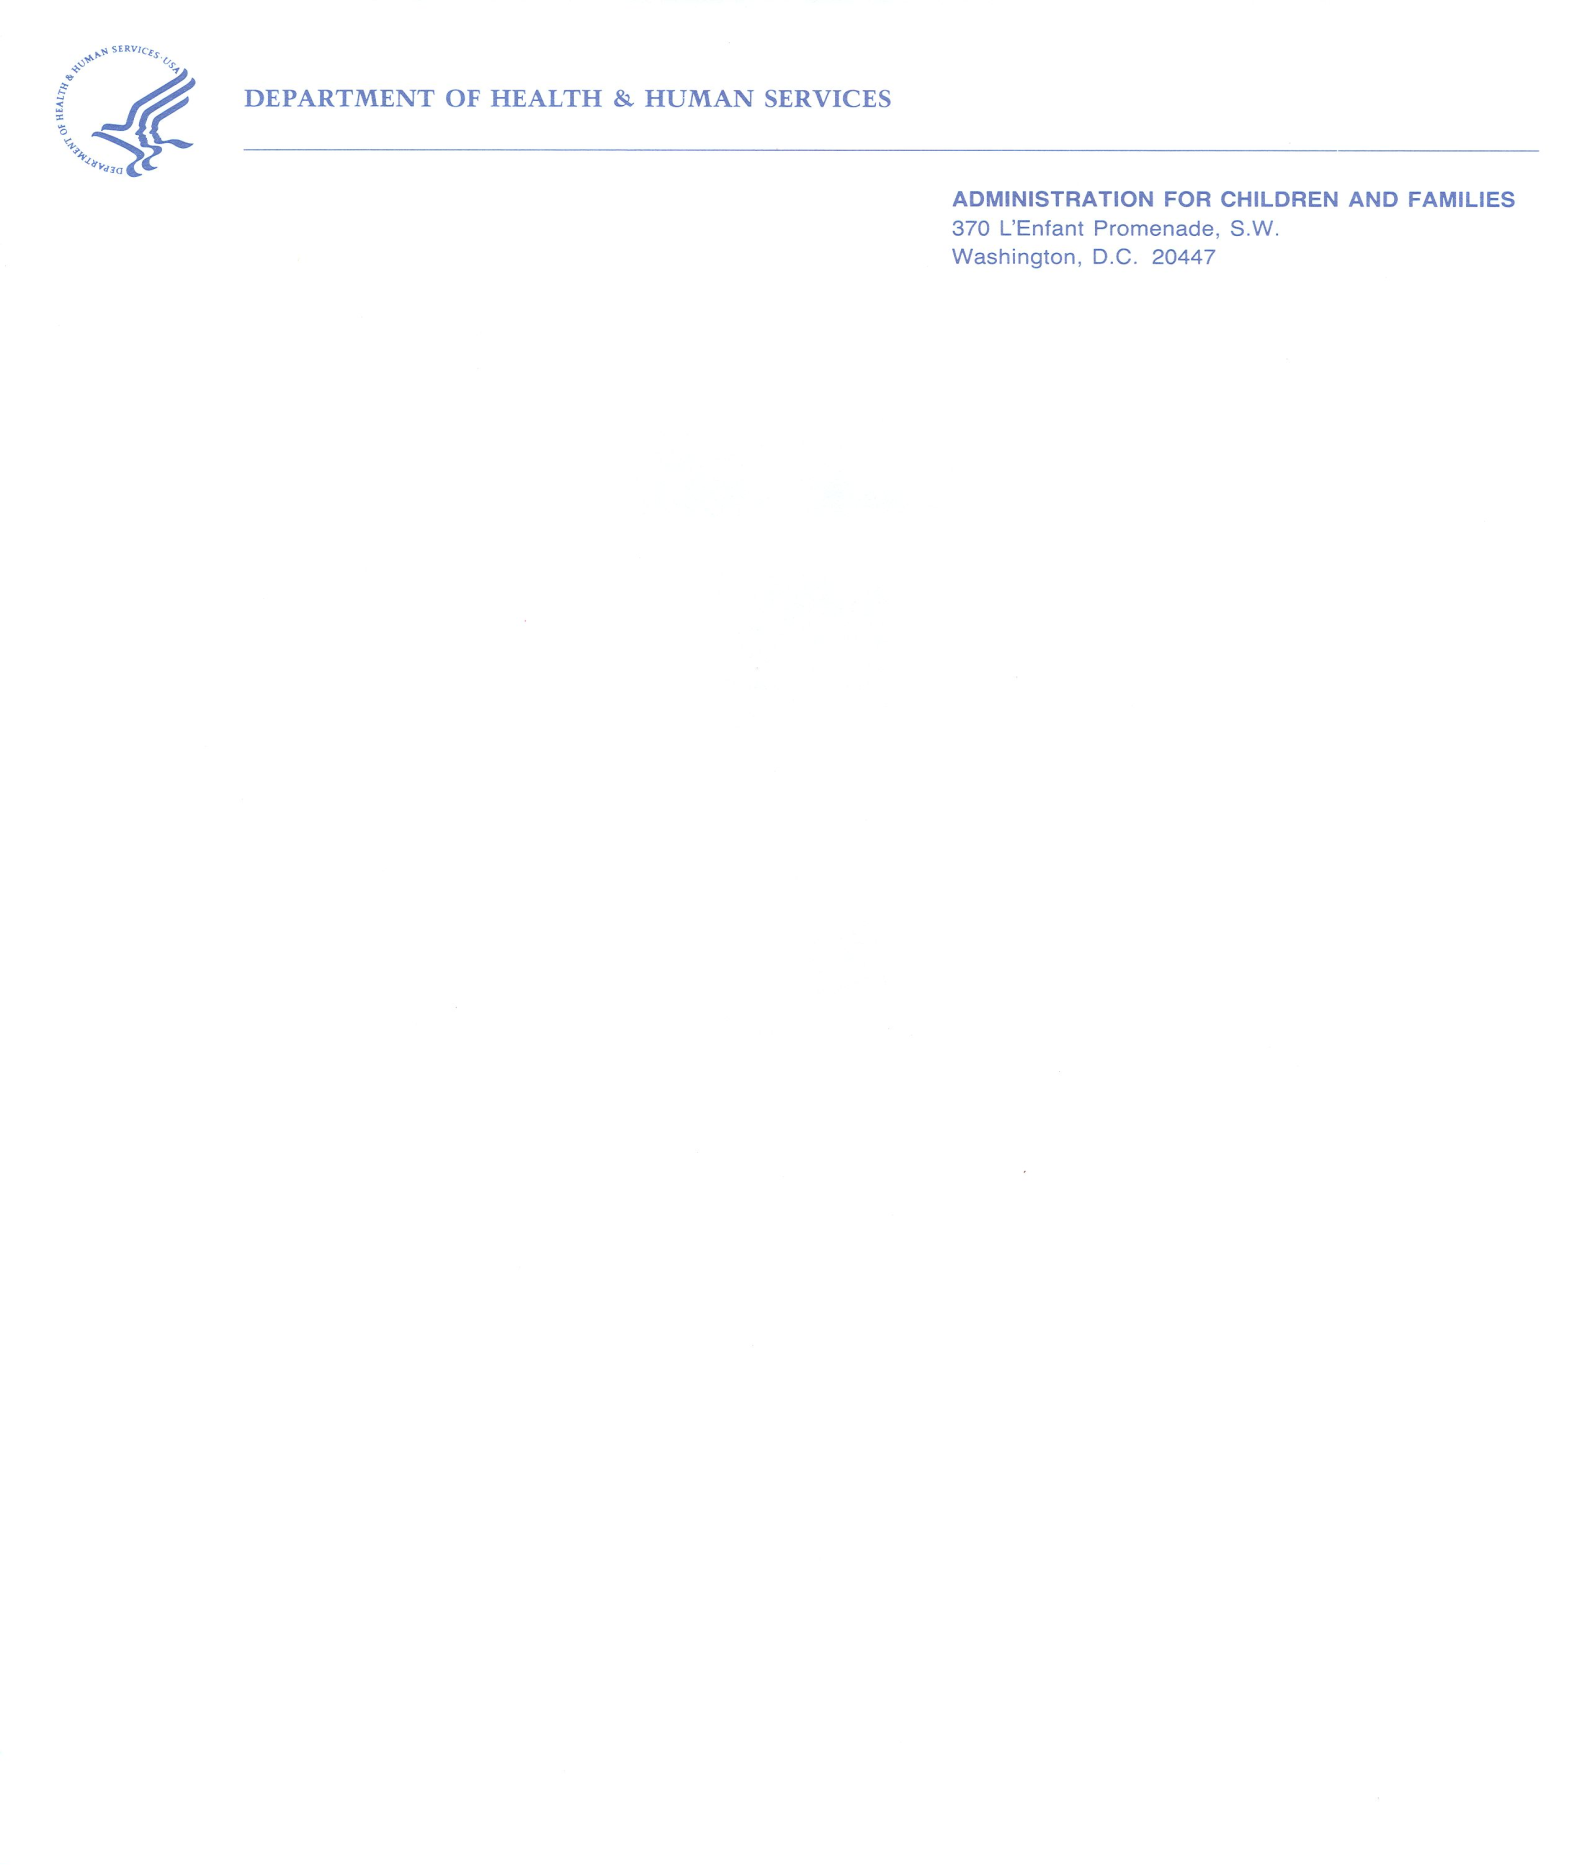 DEPARTMENT OF HEALTH & HUMAN SERVICES · USA
DEPARTMENT OF HEALTH & HUMAN SERVICES
ADMINISTRATION FOR CHILDREN AND FAMILIES
370 L'Enfant Promenade, S.W.
Washington, D.C. 20447